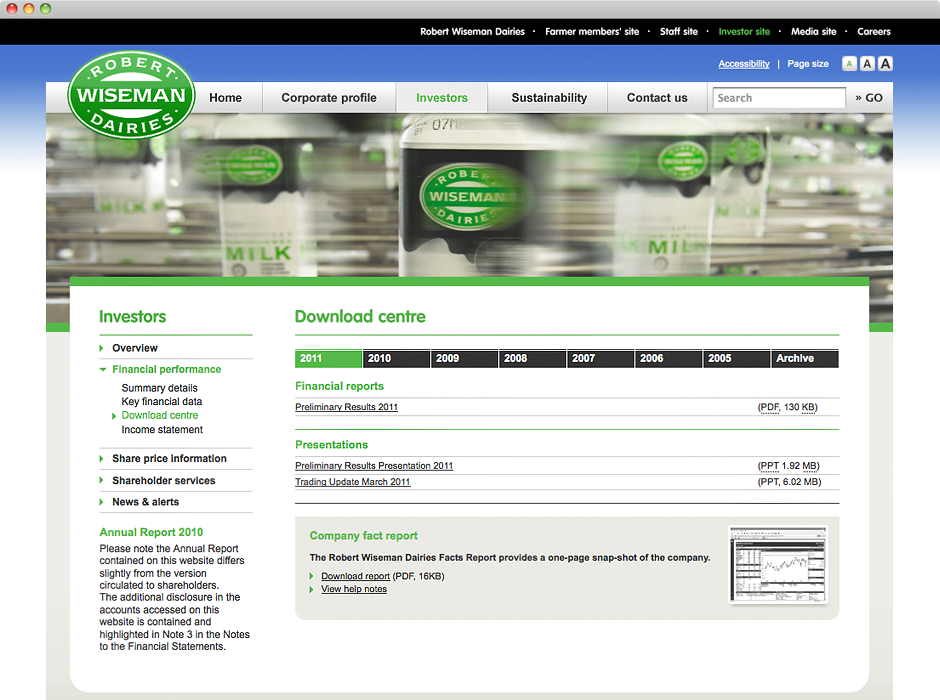 Robert Wiseman Dairies · Farmer members' site · Staff site · Investor site · Media site · Careers
Accessibility | Page size A A A
ROBERT
WISEMAN
DAIRIES
Home Corporate profile Investors Sustainability Contact us Search » GO
07M
ROBERT
WISEMAN
DAIRIES
MILK
MILK
MILK
Investors
Overview
Financial performance
Summary details
Key financial data
Download centre
Income statement
Share price information
Shareholder services
News & alerts
Annual Report 2010
Please note the Annual Report
contained on this website differs
slightly from the version
circulated to shareholders.
The additional disclosure in the
accounts accessed on this
website is contained and
highlighted in Note 3 in the Notes
to the Financial Statements.
Download centre
2011 2010 2009 2008 2007 2006 2005 Archive
Financial reports
Preliminary Results 2011 (PDF, 130 KB)
Presentations
Preliminary Results Presentation 2011 (PPT 1.92 MB)
Trading Update March 2011 (PPT, 6.02 MB)
Company fact report
The Robert Wiseman Dairies Facts Report provides a one-page snap-shot of the company.
Download report (PDF, 16KB)
View help notes